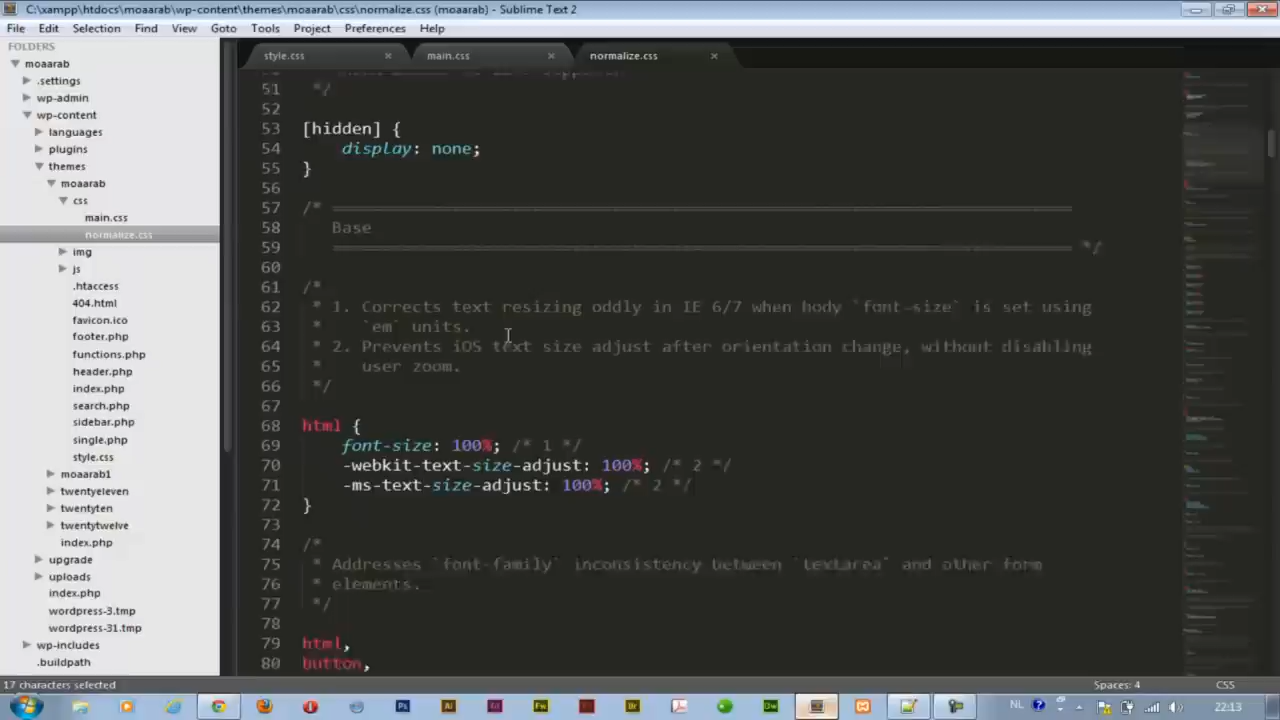 C:\xampp\htdocs\moaarab\wp-content\themes\moaarab\css\normalize.css (moaarab) - Sublime Text 2
File Edit Selection Find View Goto Tools Project Preferences Help
FOLDERS
moaarab
.settings
wp-admin
wp-content
languages
plugins
themes
moaarab
css
main.css
normalize.css
img
js
.htaccess
404.html
favicon.ico
footer.php
functions.php
header.php
index.php
search.php
sidebar.php
single.php
style.css
moaarab1
twentyeleven
twentyten
twentytwelve
index.php
upgrade
uploads
index.php
wordpress-3.tmp
wordpress-31.tmp
wp-includes
.buildpath
style.css main.css normalize.css
51 */
52
53 [hidden] {
54 display: none;
55 }
56
57 /* ==========================================================================
58 Base
59 ========================================================================== */
60
61 /*
62 * 1. Corrects text resizing oddly in IE 6/7 when body `font-size` is set using
63 * `em` units.
64 * 2. Prevents iOS text size adjust after orientation change, without disabling
65 * user zoom.
66 */
67
68 html {
69 font-size: 100%; /* 1 */
70 -webkit-text-size-adjust: 100%; /* 2 */
71 -ms-text-size-adjust: 100%; /* 2 */
72 }
73
74 /*
75 * Addresses `font-family` inconsistency between `textarea` and other form
76 * elements.
77 */
78
79 html,
80 button,
17 characters selected Spaces: 4 CSS
Ps Ai Fw Br Dw NL 22:13